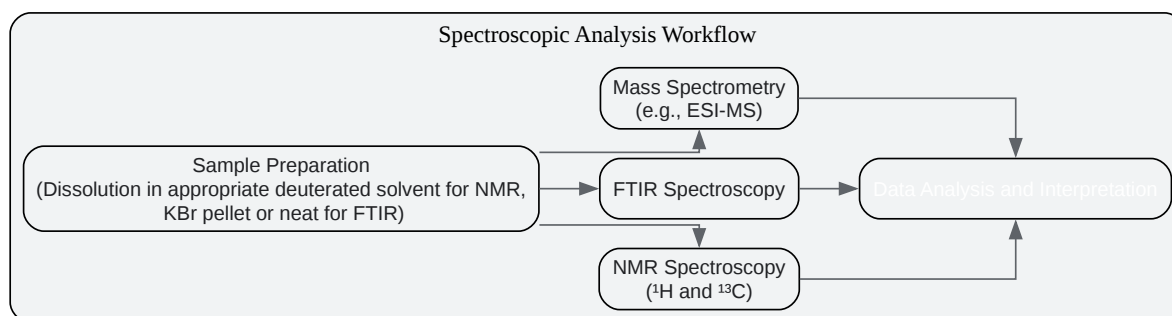 Spectroscopic Analysis Workflow
Mass Spectrometry
(e.g., ESI-MS)
Sample Preparation
(Dissolution in appropriate deuterated solvent for NMR,
KBr pellet or neat for FTIR)
FTIR Spectroscopy
Data Analysis and Interpretation
NMR Spectroscopy
(¹H and ¹³C)